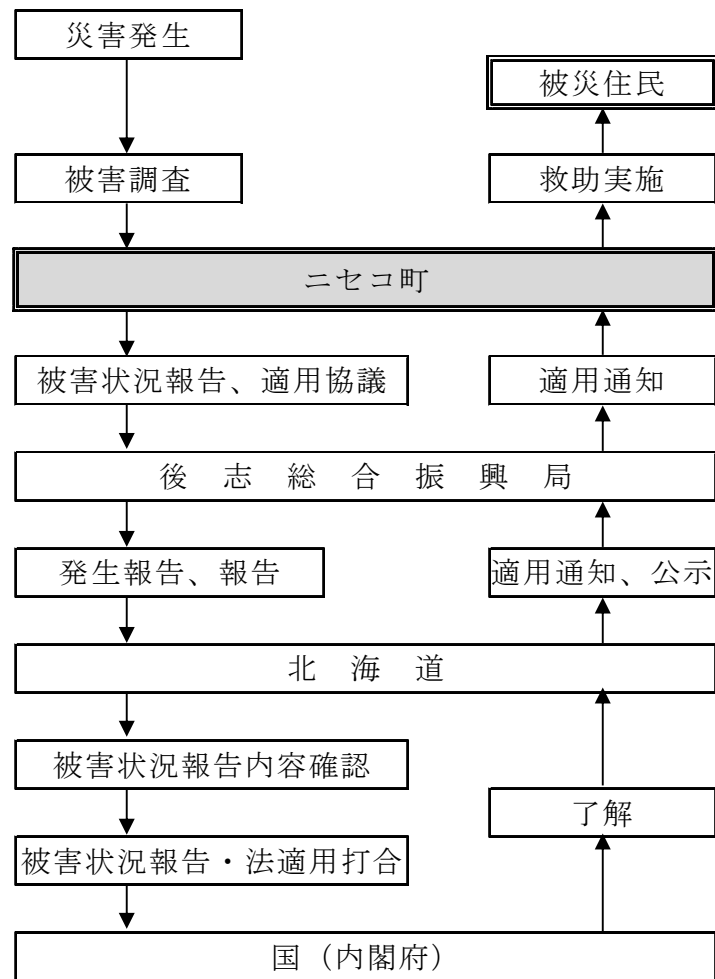 災害発生
被災住民
被害調査
救助実施
ニセコ町
被害状況報告、適用協議
適用通知
後志総合振興局
発生報告、報告
適用通知、公示
北海道
被害状況報告内容確認
了解
被害状況報告・法適用打合
国（内閣府）